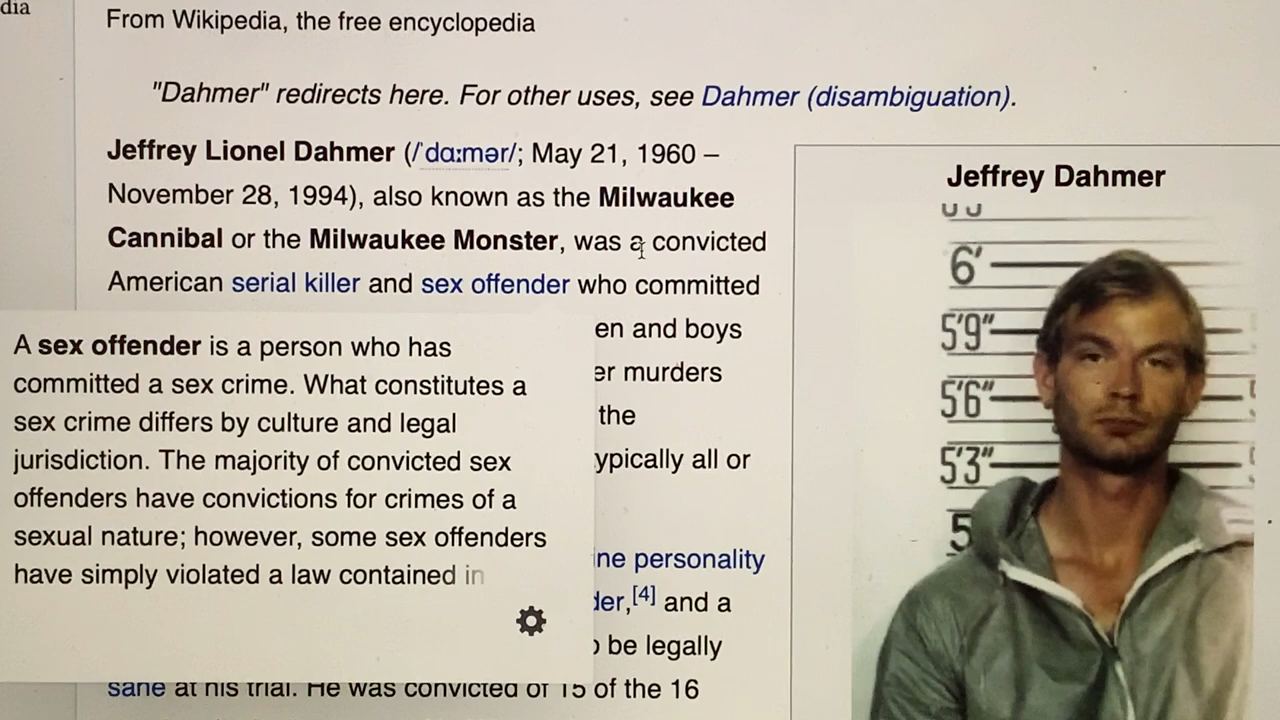 dia
From Wikipedia, the free encyclopedia
"Dahmer" redirects here. For other uses, see Dahmer (disambiguation).
Jeffrey Lionel Dahmer (/ˈdɑːmər/; May 21, 1960 –
November 28, 1994), also known as the Milwaukee
Cannibal or the Milwaukee Monster, was a convicted
American serial killer and sex offender who committed
en and boys
er murders
the
ypically all or
ne personality
der,[4] and a
o be legally
sane at his trial. He was convicted of 15 of the 16
A sex offender is a person who has
committed a sex crime. What constitutes a
sex crime differs by culture and legal
jurisdiction. The majority of convicted sex
offenders have convictions for crimes of a
sexual nature; however, some sex offenders
have simply violated a law contained in
Jeffrey Dahmer
6'
5'9"
5'6"
5'3"
5